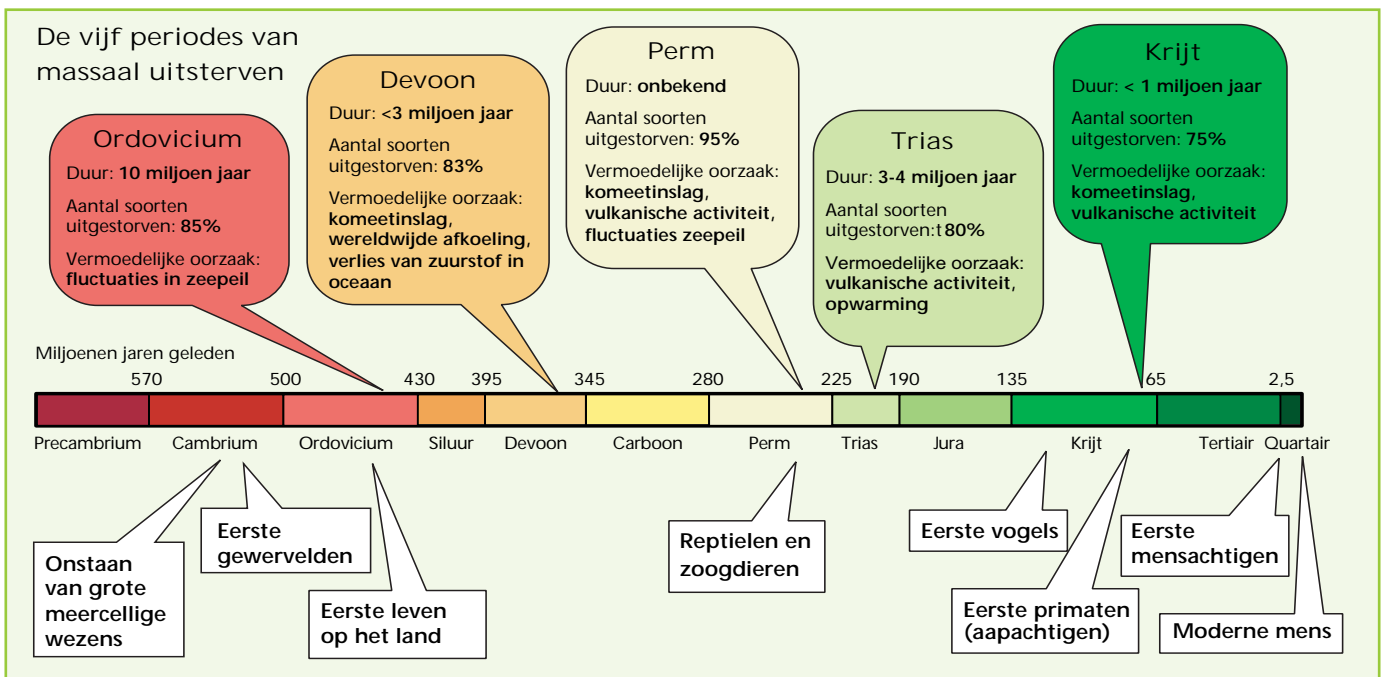 De vijf periodes van
massaal uitsterven
Ordovicium
Duur: 10 miljoen jaar
Aantal soorten
uitgestorven: 85%
Vermoedelijke oorzaak:
fluctuaties in zeepeil
Devoon
Duur: <3 miljoen jaar
Aantal soorten
uitgestorven: 83%
Vermoedelijke oorzaak:
komeetinslag,
wereldwijde afkoeling,
verlies van zuurstof in
oceaan
Perm
Duur: onbekend
Aantal soorten
uitgestorven: 95%
Vermoedelijke oorzaak:
komeetinslag,
vulkanische activiteit,
fluctuaties zeepeil
Trias
Duur: 3-4 miljoen jaar
Aantal soorten
uitgestorven:t 80%
Vermoedelijke oorzaak:
vulkanische activiteit,
opwarming
Krijt
Duur: < 1 miljoen jaar
Aantal soorten
uitgestorven: 75%
Vermoedelijke oorzaak:
komeetinslag,
vulkanische activiteit
Miljoenen jaren geleden
570 500 430 395 345 280 225 190 135 65 2,5
Precambrium Cambrium Ordovicium Siluur Devoon Carboon Perm Trias Jura Krijt Tertiair Quartair
Onstaan
van grote
meercellige
wezens
Eerste
gewervelden
Eerste leven
op het land
Reptielen en
zoogdieren
Eerste vogels
Eerste primaten
(aapachtigen)
Eerste
mensachtigen
Moderne mens